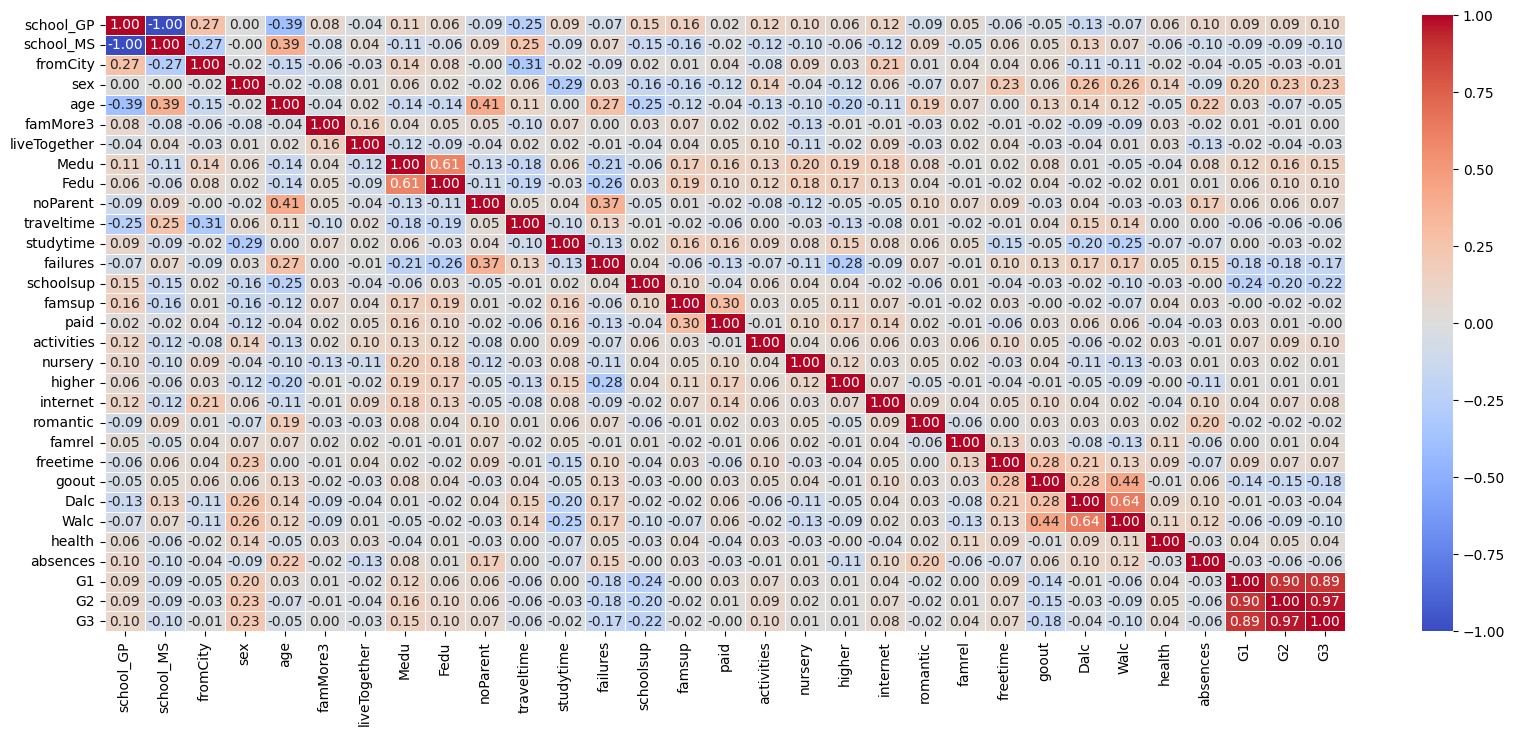 school_GP 1.00 -1.00 0.27 0.00 -0.39 0.08 -0.04 0.11 0.06 -0.09 -0.25 0.09 -0.07 0.15 0.16 0.02 0.12 0.10 0.06 0.12 -0.09 0.05 -0.06 -0.05 -0.13 -0.07 0.06 0.10 0.09 0.09 0.10
school_MS -1.00 1.00 -0.27 -0.00 0.39 -0.08 0.04 -0.11 -0.06 0.09 0.25 -0.09 0.07 -0.15 -0.16 -0.02 -0.12 -0.10 -0.06 -0.12 0.09 -0.05 0.06 0.05 0.13 0.07 -0.06 -0.10 -0.09 -0.09 -0.10
fromCity 0.27 -0.27 1.00 -0.02 -0.15 -0.06 -0.03 0.14 0.08 -0.00 -0.31 -0.02 -0.09 0.02 0.01 0.04 -0.08 0.09 0.03 0.21 0.01 0.04 0.04 0.06 -0.11 -0.11 -0.02 -0.04 -0.05 -0.03 -0.01
sex 0.00 -0.00 -0.02 1.00 -0.02 -0.08 0.01 0.06 0.02 -0.02 0.06 -0.29 0.03 -0.16 -0.16 -0.12 0.14 -0.04 -0.12 0.06 -0.07 0.07 0.23 0.06 0.26 0.26 0.14 -0.09 0.20 0.23 0.23
age -0.39 0.39 -0.15 -0.02 1.00 -0.04 0.02 -0.14 -0.14 0.41 0.11 0.00 0.27 -0.25 -0.12 -0.04 -0.13 -0.10 -0.20 -0.11 0.19 0.07 0.00 0.13 0.14 0.12 -0.05 0.22 0.03 -0.07 -0.05
famMore3 0.08 -0.08 -0.06 -0.08 -0.04 1.00 0.16 0.04 0.05 0.05 -0.10 0.07 0.00 0.03 0.07 0.02 0.02 -0.13 -0.01 -0.01 -0.03 0.02 -0.01 -0.02 -0.09 -0.09 0.03 -0.02 0.01 -0.01 0.00
liveTogether -0.04 0.04 -0.03 0.01 0.02 0.16 1.00 -0.12 -0.09 -0.04 0.02 0.02 -0.01 -0.04 0.04 0.05 0.10 -0.11 -0.02 0.09 -0.03 0.02 0.04 -0.03 -0.04 0.01 0.03 -0.13 -0.02 -0.04 -0.03
Medu 0.11 -0.11 0.14 0.06 -0.14 0.04 -0.12 1.00 0.61 -0.13 -0.18 0.06 -0.21 -0.06 0.17 0.16 0.13 0.20 0.19 0.18 0.08 -0.01 0.02 0.08 0.01 -0.05 -0.04 0.08 0.12 0.16 0.15
Fedu 0.06 -0.06 0.08 0.02 -0.14 0.05 -0.09 0.61 1.00 -0.11 -0.19 -0.03 -0.26 0.03 0.19 0.10 0.12 0.18 0.17 0.13 0.04 -0.01 -0.02 0.04 -0.02 -0.02 0.01 0.01 0.06 0.10 0.10
noParent -0.09 0.09 -0.00 -0.02 0.41 0.05 -0.04 -0.13 -0.11 1.00 0.05 0.04 0.37 -0.05 0.01 -0.02 -0.08 -0.12 -0.05 -0.05 0.10 0.07 0.09 -0.03 0.04 -0.03 -0.03 0.17 0.06 0.06 0.07
traveltime -0.25 0.25 -0.31 0.06 0.11 -0.10 0.02 -0.18 -0.19 0.05 1.00 -0.10 0.13 -0.01 -0.02 -0.06 0.00 -0.03 -0.13 -0.08 0.01 -0.02 -0.01 0.04 0.15 0.14 0.00 -0.01 -0.06 -0.06 -0.06
studytime 0.09 -0.09 -0.02 -0.29 0.00 0.07 0.02 0.06 -0.03 0.04 -0.10 1.00 -0.13 0.02 0.16 0.16 0.09 0.08 0.15 0.08 0.06 0.05 -0.15 -0.05 -0.20 -0.25 -0.07 -0.07 0.00 -0.03 -0.02
failures -0.07 0.07 -0.09 0.03 0.27 0.00 -0.01 -0.21 -0.26 0.37 0.13 -0.13 1.00 0.04 -0.06 -0.13 -0.07 -0.11 -0.28 -0.09 0.07 -0.01 0.10 0.13 0.17 0.17 0.05 0.15 -0.18 -0.18 -0.17
schoolsup 0.15 -0.15 0.02 -0.16 -0.25 0.03 -0.04 -0.06 0.03 -0.05 -0.01 0.02 0.04 1.00 0.10 -0.04 0.06 0.04 0.04 -0.02 -0.06 0.01 -0.04 -0.03 -0.02 -0.10 -0.03 -0.00 -0.24 -0.20 -0.22
famsup 0.16 -0.16 0.01 -0.16 -0.12 0.07 0.04 0.17 0.19 0.01 -0.02 0.16 -0.06 0.10 1.00 0.30 0.03 0.05 0.11 0.07 -0.01 -0.02 0.03 -0.00 -0.02 -0.07 0.04 0.03 -0.00 -0.02 -0.02
paid 0.02 -0.02 0.04 -0.12 -0.04 0.02 0.05 0.16 0.10 -0.02 -0.06 0.16 -0.13 -0.04 0.30 1.00 -0.01 0.10 0.17 0.14 0.02 -0.01 -0.06 0.03 0.06 0.06 -0.04 -0.03 0.03 0.01 -0.00
activities 0.12 -0.12 -0.08 0.14 -0.13 0.02 0.10 0.13 0.12 -0.08 0.00 0.09 -0.07 0.06 0.03 -0.01 1.00 0.04 0.06 0.06 0.03 0.06 0.10 0.05 -0.06 -0.02 0.03 -0.01 0.07 0.09 0.10
nursery 0.10 -0.10 0.09 -0.04 -0.10 -0.13 -0.11 0.20 0.18 -0.12 -0.03 0.08 -0.11 0.04 0.05 0.10 0.04 1.00 0.12 0.03 0.05 0.02 -0.03 0.04 -0.11 -0.13 -0.03 0.01 0.03 0.02 0.01
higher 0.06 -0.06 0.03 -0.12 -0.20 -0.01 -0.02 0.19 0.17 -0.05 -0.13 0.15 -0.28 0.04 0.11 0.17 0.06 0.12 1.00 0.07 -0.05 -0.01 -0.04 -0.01 -0.05 -0.09 -0.00 -0.11 0.01 0.01 0.01
internet 0.12 -0.12 0.21 0.06 -0.11 -0.01 0.09 0.18 0.13 -0.05 -0.08 0.08 -0.09 -0.02 0.07 0.14 0.06 0.03 0.07 1.00 0.09 0.04 0.05 0.10 0.04 0.02 -0.04 0.10 0.04 0.07 0.08
romantic -0.09 0.09 0.01 -0.07 0.19 -0.03 -0.03 0.08 0.04 0.10 0.01 0.06 0.07 -0.06 -0.01 0.02 0.03 0.05 -0.05 0.09 1.00 -0.06 0.00 0.03 0.03 0.03 0.02 0.20 -0.02 -0.02 -0.02
famrel 0.05 -0.05 0.04 0.07 0.07 0.02 0.02 -0.01 -0.01 0.07 -0.02 0.05 -0.01 0.01 -0.02 -0.01 0.06 0.02 -0.01 0.04 -0.06 1.00 0.13 0.03 -0.08 -0.13 0.11 -0.06 0.00 0.01 0.04
freetime -0.06 0.06 0.04 0.23 0.00 -0.01 0.04 0.02 -0.02 0.09 -0.01 -0.15 0.10 -0.04 0.03 -0.06 0.10 -0.03 -0.04 0.05 0.00 0.13 1.00 0.28 0.21 0.13 0.09 -0.07 0.09 0.07 0.07
goout -0.05 0.05 0.06 0.06 0.13 -0.02 -0.03 0.08 0.04 -0.03 0.04 -0.05 0.13 -0.03 -0.00 0.03 0.05 0.04 -0.01 0.10 0.03 0.03 0.28 1.00 0.28 0.44 -0.01 0.06 -0.14 -0.15 -0.18
Dalc -0.13 0.13 -0.11 0.26 0.14 -0.09 -0.04 0.01 -0.02 0.04 0.15 -0.20 0.17 -0.02 -0.02 0.06 -0.06 -0.11 -0.05 0.04 0.03 -0.08 0.21 0.28 1.00 0.64 0.09 0.10 -0.01 -0.03 -0.04
Walc -0.07 0.07 -0.11 0.26 0.12 -0.09 0.01 -0.05 -0.02 -0.03 0.14 -0.25 0.17 -0.10 -0.07 0.06 -0.02 -0.13 -0.09 0.02 0.03 -0.13 0.13 0.44 0.64 1.00 0.11 0.12 -0.06 -0.09 -0.10
health 0.06 -0.06 -0.02 0.14 -0.05 0.03 0.03 -0.04 0.01 -0.03 0.00 -0.07 0.05 -0.03 0.04 -0.04 0.03 -0.03 -0.00 -0.04 0.02 0.11 0.09 -0.01 0.09 0.11 1.00 -0.03 0.04 0.05 0.04
absences 0.10 -0.10 -0.04 -0.09 0.22 -0.02 -0.13 0.08 0.01 0.17 -0.01 -0.07 0.15 -0.00 0.03 -0.03 -0.01 0.01 -0.11 0.10 0.20 -0.06 -0.07 0.06 0.10 0.12 -0.03 1.00 -0.03 -0.06 -0.06
G1 0.09 -0.09 -0.05 0.20 0.03 0.01 -0.02 0.12 0.06 0.06 -0.06 0.00 -0.18 -0.24 -0.00 0.03 0.07 0.03 0.01 0.04 -0.02 0.00 0.09 -0.14 -0.01 -0.06 0.04 -0.03 1.00 0.90 0.89
G2 0.09 -0.09 -0.03 0.23 -0.07 -0.01 -0.04 0.16 0.10 0.06 -0.06 -0.03 -0.18 -0.20 -0.02 0.01 0.09 0.02 0.01 0.07 -0.02 0.01 0.07 -0.15 -0.03 -0.09 0.05 -0.06 0.90 1.00 0.97
G3 0.10 -0.10 -0.01 0.23 -0.05 0.00 -0.03 0.15 0.10 0.07 -0.06 -0.02 -0.17 -0.22 -0.02 -0.00 0.10 0.01 0.01 0.08 -0.02 0.04 0.07 -0.18 -0.04 -0.10 0.04 -0.06 0.89 0.97 1.00
school_GP school_MS fromCity sex age famMore3 liveTogether Medu Fedu noParent traveltime studytime failures schoolsup famsup paid activities nursery higher internet romantic famrel freetime goout Dalc Walc health absences G1 G2 G3
1.00
0.75
0.50
0.25
0.00
−0.25
−0.50
−0.75
−1.00